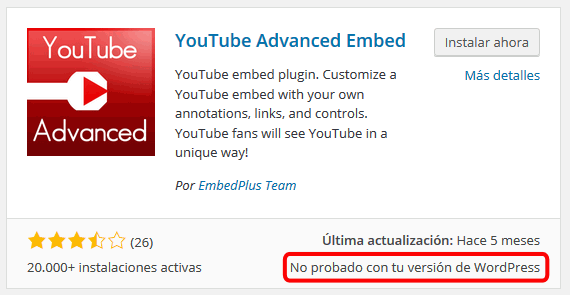 YouTube
Advanced
YouTube Advanced Embed
Instalar ahora
Más detalles
YouTube embed plugin. Customize a
YouTube embed with your own
annotations, links, and controls.
YouTube fans will see YouTube in a
unique way!
Por EmbedPlus Team
(26)
Última actualización: Hace 5 meses
20.000+ instalaciones activas
No probado con tu versión de WordPress